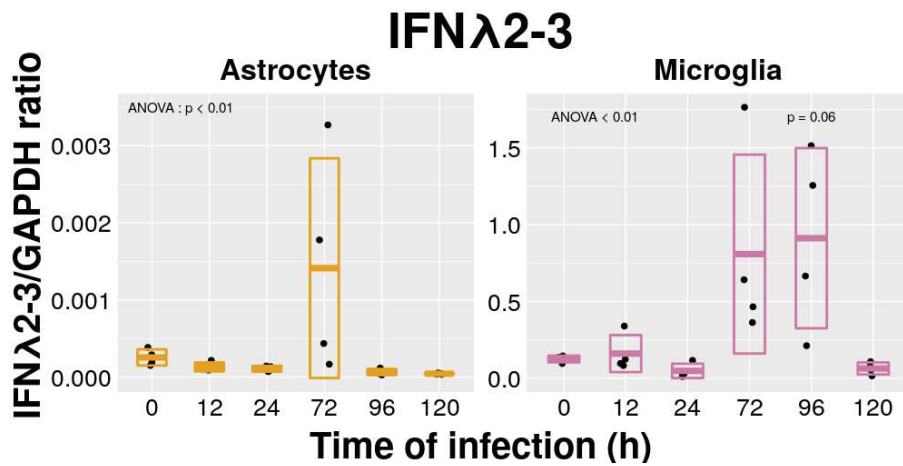 IFNλ2-3
Astrocytes
Microglia
IFNλ2-3/GAPDH ratio
ANOVA : p < 0.01
0.003
0.002
0.001
0.000
0 12 24 72 96 120
ANOVA < 0.01
p = 0.06
1.5
1.0
0.5
0.0
0 12 24 72 96 120
Time of infection (h)